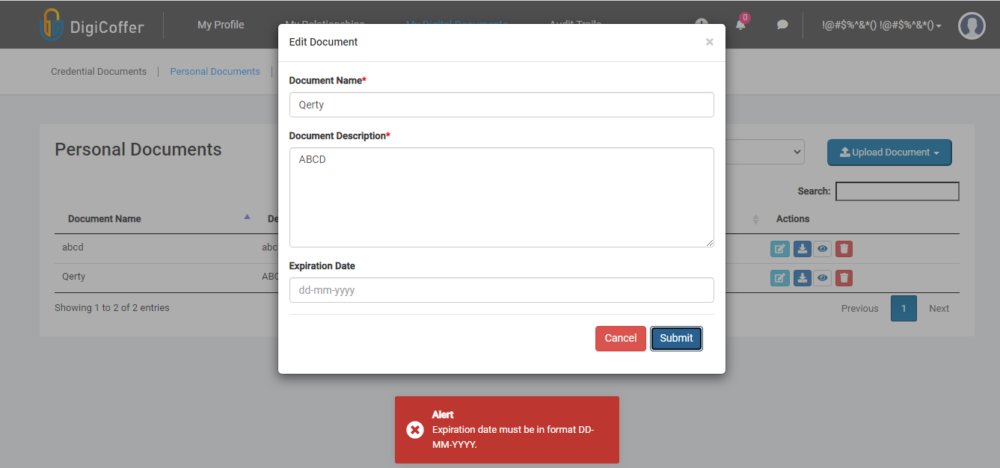 DigiCoffer
My Profile
My Relationships
My Digital Documents
Audit Trails
0
!@#$%^&*() !@#$%^&*()
Edit Document
×
Credential Documents | Personal Documents |
Document Name*
Qerty
Document Description*
ABCD
Personal Documents
Upload Document
Search:
Document Name
De
Actions
abcd
abc
Qerty
ABC
Expiration Date
dd-mm-yyyy
Showing 1 to 2 of 2 entries
Previous 1 Next
Cancel Submit
Alert
Expiration date must be in format DD-
MM-YYYY.